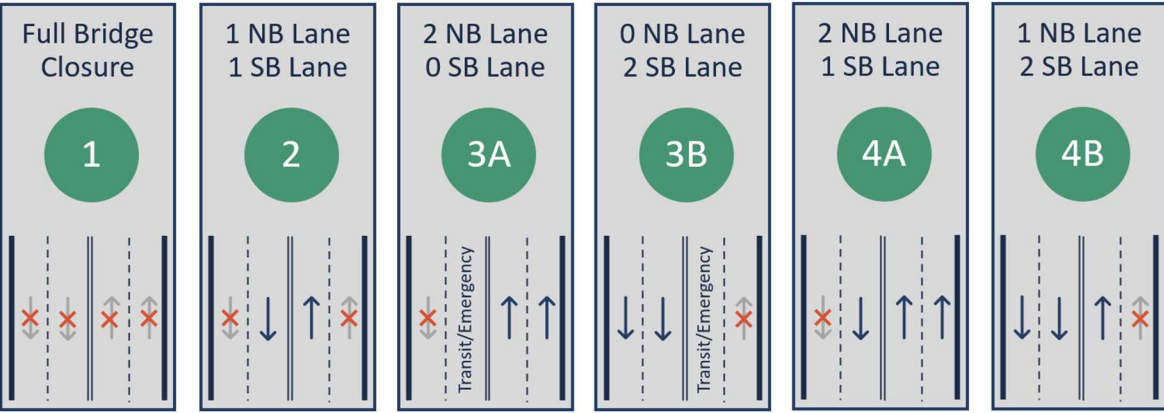 Full Bridge
Closure
1
1 NB Lane
1 SB Lane
2
2 NB Lane
0 SB Lane
3A
Transit/Emergency
0 NB Lane
2 SB Lane
3B
Transit/Emergency
2 NB Lane
1 SB Lane
4A
1 NB Lane
2 SB Lane
4B